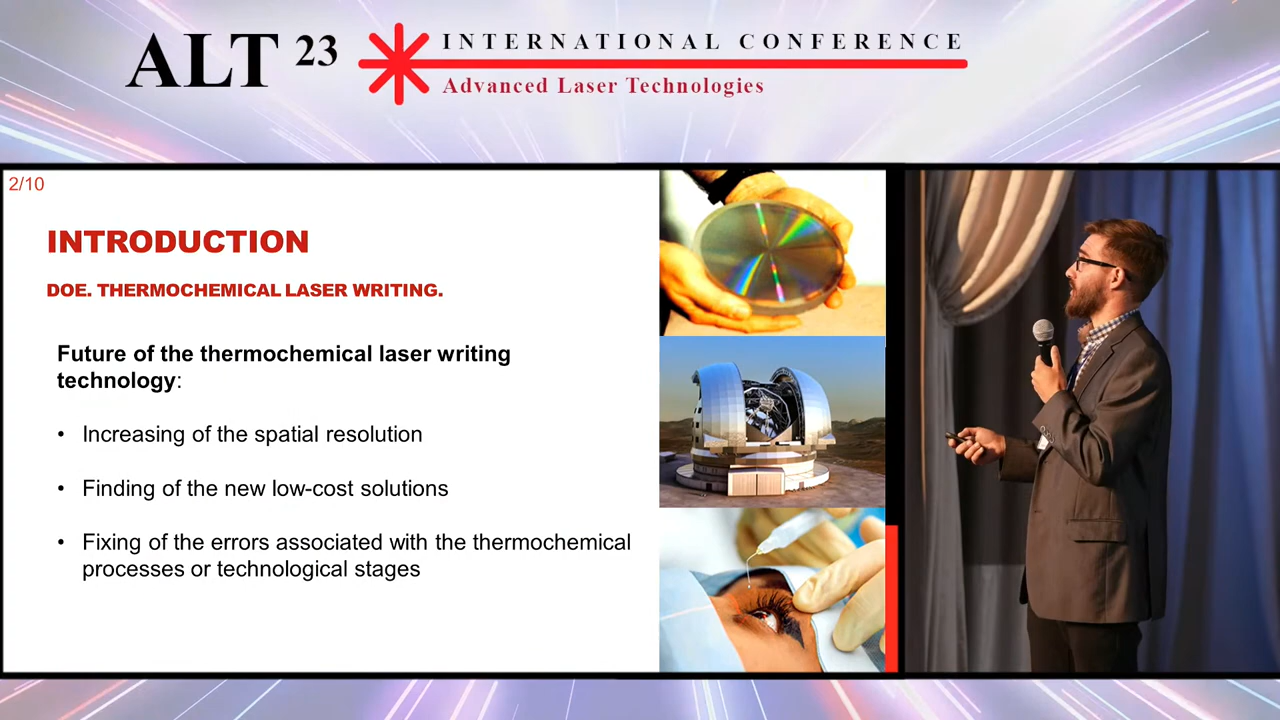 ALT 23
INTERNATIONAL CONFERENCE
Advanced Laser Technologies
2/10
INTRODUCTION
DOE. THERMOCHEMICAL LASER WRITING.
Future of the thermochemical laser writing
technology:
• Increasing of the spatial resolution
• Finding of the new low-cost solutions
• Fixing of the errors associated with the thermochemical
processes or technological stages